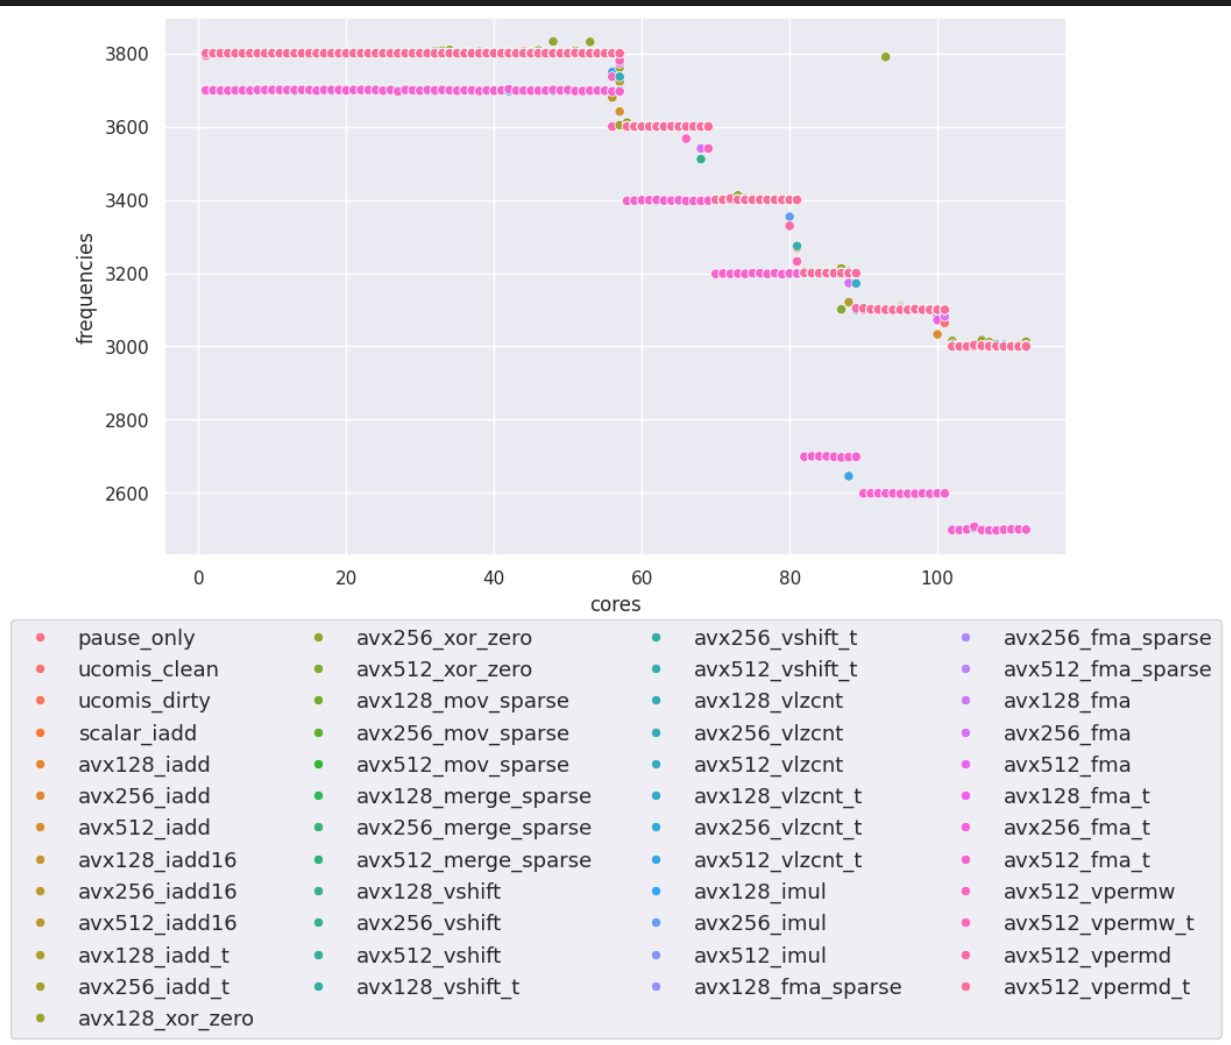 3800
3600
3400
3200
3000
2800
2600
frequencies
0 20 40 60 80 100
cores
pause_only
ucomis_clean
ucomis_dirty
scalar_iadd
avx128_iadd
avx256_iadd
avx512_iadd
avx128_iadd16
avx256_iadd16
avx512_iadd16
avx128_iadd_t
avx256_iadd_t
avx128_xor_zero
avx256_xor_zero
avx512_xor_zero
avx128_mov_sparse
avx256_mov_sparse
avx512_mov_sparse
avx128_merge_sparse
avx256_merge_sparse
avx512_merge_sparse
avx128_vshift
avx256_vshift
avx512_vshift
avx128_vshift_t
avx256_vshift_t
avx512_vshift_t
avx128_vlzcnt
avx256_vlzcnt
avx512_vlzcnt
avx128_vlzcnt_t
avx256_vlzcnt_t
avx512_vlzcnt_t
avx128_imul
avx256_imul
avx512_imul
avx128_fma_sparse
avx256_fma_sparse
avx512_fma_sparse
avx128_fma
avx256_fma
avx512_fma
avx128_fma_t
avx256_fma_t
avx512_fma_t
avx512_vpermw
avx512_vpermw_t
avx512_vpermd
avx512_vpermd_t